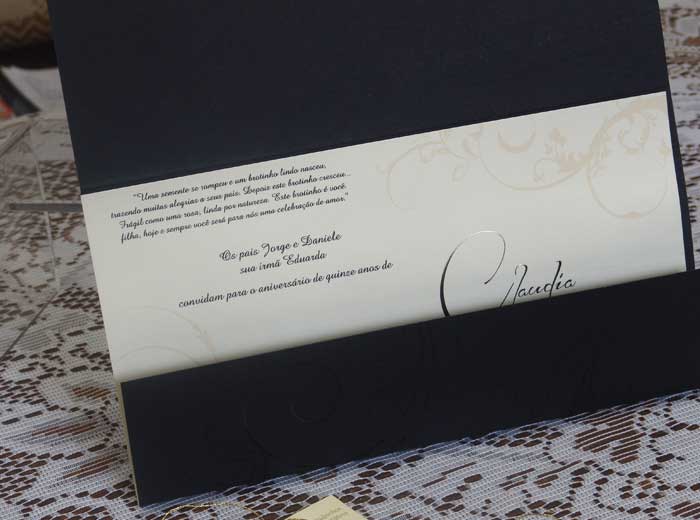 "Uma semente se rompeu e um brotinho lindo nasceu,
trazendo muitas alegrias a seus pais. Depois este brotinho cresceu...
Frágil como uma rosa, linda por natureza. Este brotinho é você,
filha, hoje e sempre você será para nós uma celebração de amor."
Os pais Jorge e Daniele
sua irmã Eduarda
convidam para o aniversário de quinze anos de
Claudia